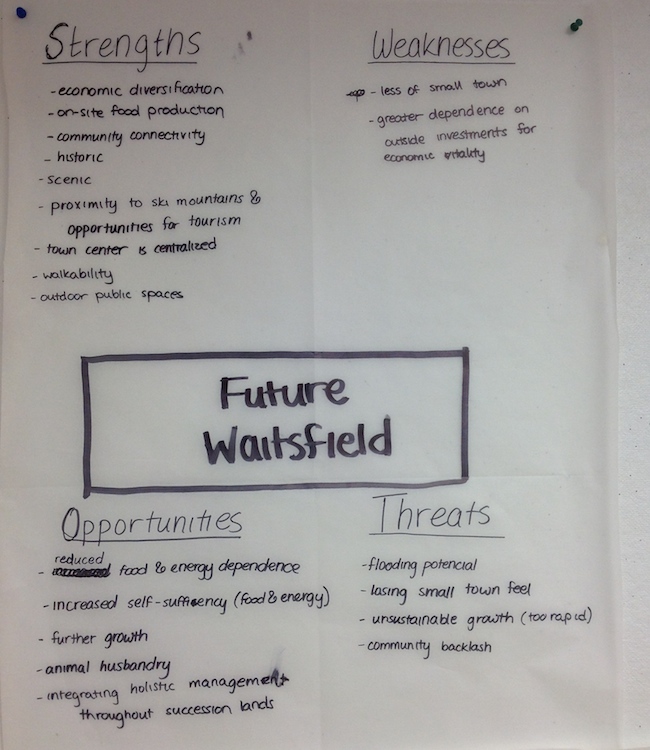 Strengths
- economic diversification
- on-site food production
- community connectivity
- historic
- scenic
- proximity to ski mountains &
opportunities for tourism
- town center is centralized
- walkability
- outdoor public spaces
Weaknesses
- less of small town
- greater dependence on
outside investments for
economic vitality
Future
Waitsfield
Opportunities
reduced
- food & energy dependence
- increased self-sufficency (food & energy)
- further growth
- animal husbandry
- integrating holistic management
throughout succession lands
Threats
- flooding potencial
- lasing small town feel
- unsustainable growth (too rapid)
- community backlash